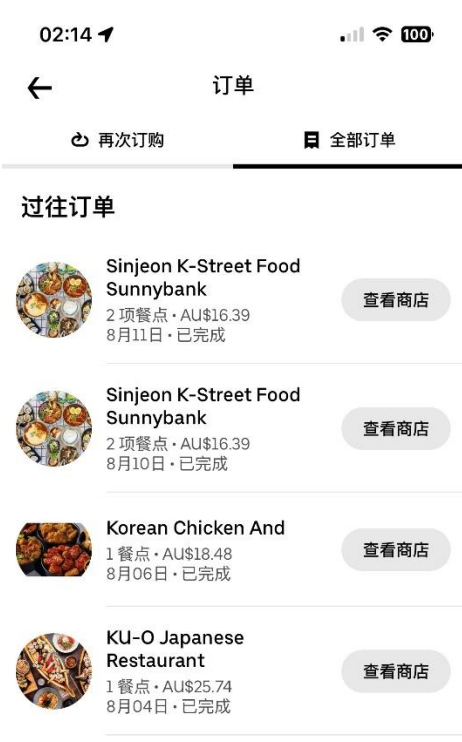 02:14
100
订单
再次订购
全部订单
过往订单
Sinjeon K-Street Food
Sunnybank
2 项餐点 · AU$16.39
8月11日 · 已完成
查看商店
Sinjeon K-Street Food
Sunnybank
2 项餐点 · AU$16.39
8月10日 · 已完成
查看商店
Korean Chicken And
1 餐点 · AU$18.48
8月06日 · 已完成
查看商店
KU-O Japanese
Restaurant
1 餐点 · AU$25.74
8月04日 · 已完成
查看商店